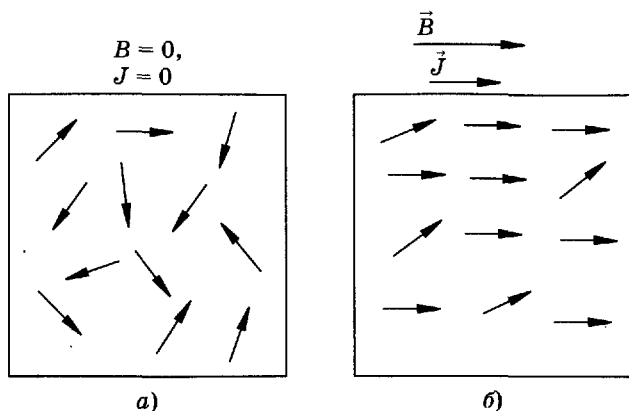 B = 0,
J = 0
B⃗
J⃗
а)
б)